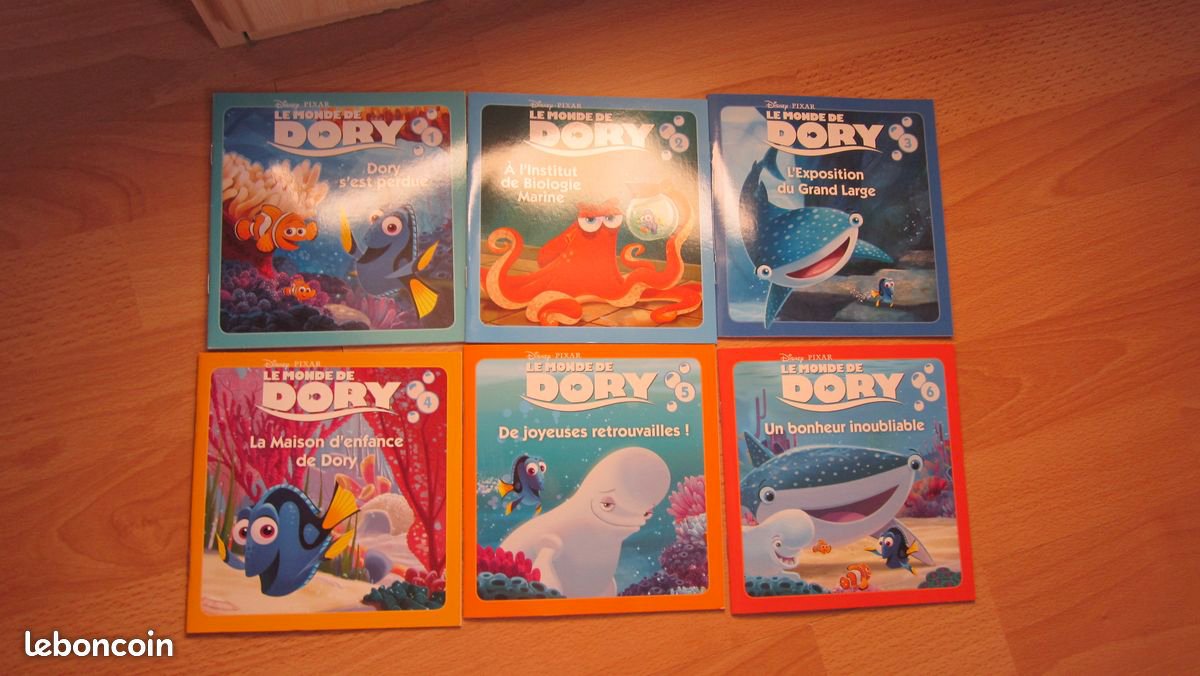 Disney PIXAR
LE MONDE DE
DORY
1
Dory
s'est perdue
Disney PIXAR
LE MONDE DE
DORY
2
À l'Institut
de Biologie
Marine
Disney PIXAR
LE MONDE DE
DORY
3
L'Exposition
du Grand Large
Disney PIXAR
LE MONDE DE
DORY
4
La Maison d'enfance
de Dory
Disney PIXAR
LE MONDE DE
DORY
5
De joyeuses retrouvailles !
Disney PIXAR
LE MONDE DE
DORY
6
Un bonheur inoubliable
leboncoin